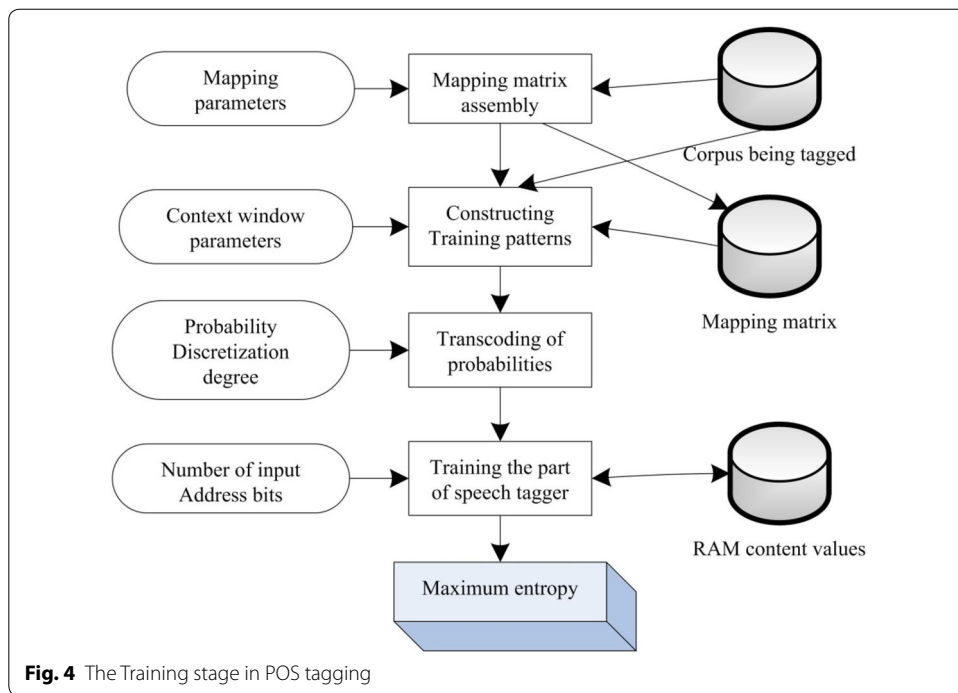 Mapping
parameters
Mapping matrix
assembly
Corpus being tagged
Context window
parameters
Constructing
Training patterns
Mapping matrix
Probability
Discretization
degree
Transcoding of
probabilities
Number of input
Address bits
Training the part
of speech tagger
RAM content values
Maximum entropy
Fig. 4 The Training stage in POS tagging